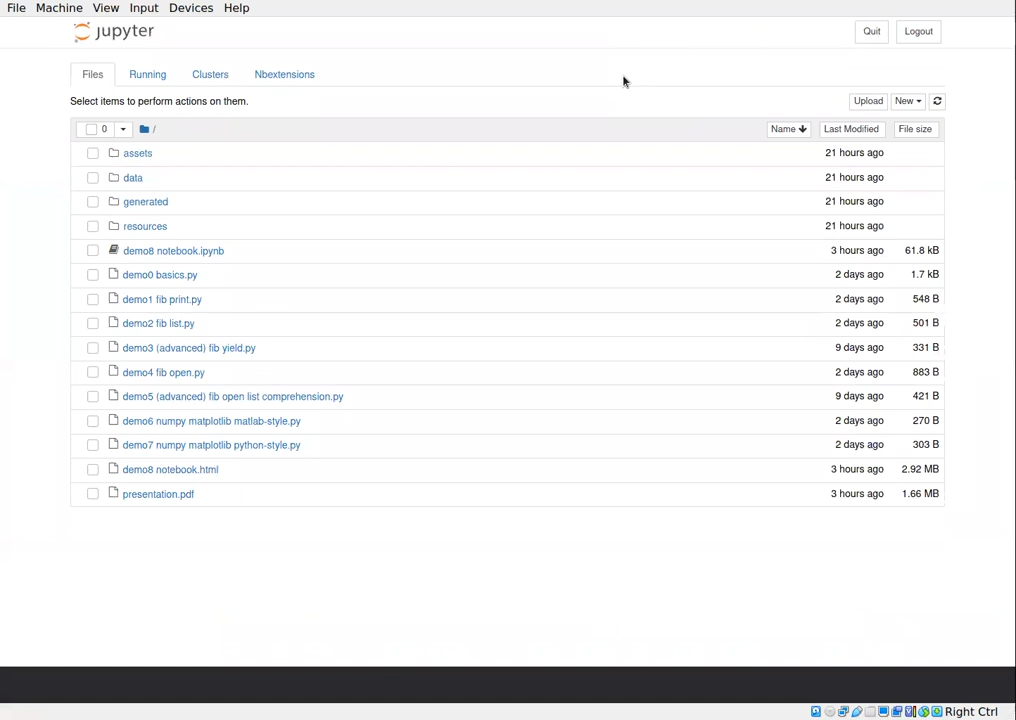 File Machine View Input Devices Help
jupyter Quit Logout
Files Running Clusters Nbextensions
Select items to perform actions on them. Upload New
0 / Name Last Modified File size
assets 21 hours ago
data 21 hours ago
generated 21 hours ago
resources 21 hours ago
demo8 notebook.ipynb 3 hours ago 61.8 kB
demo0 basics.py 2 days ago 1.7 kB
demo1 fib print.py 2 days ago 548 B
demo2 fib list.py 2 days ago 501 B
demo3 (advanced) fib yield.py 9 days ago 331 B
demo4 fib open.py 2 days ago 883 B
demo5 (advanced) fib open list comprehension.py 9 days ago 421 B
demo6 numpy matplotlib matlab-style.py 2 days ago 270 B
demo7 numpy matplotlib python-style.py 2 days ago 303 B
demo8 notebook.html 3 hours ago 2.92 MB
presentation.pdf 3 hours ago 1.66 MB
Right Ctrl